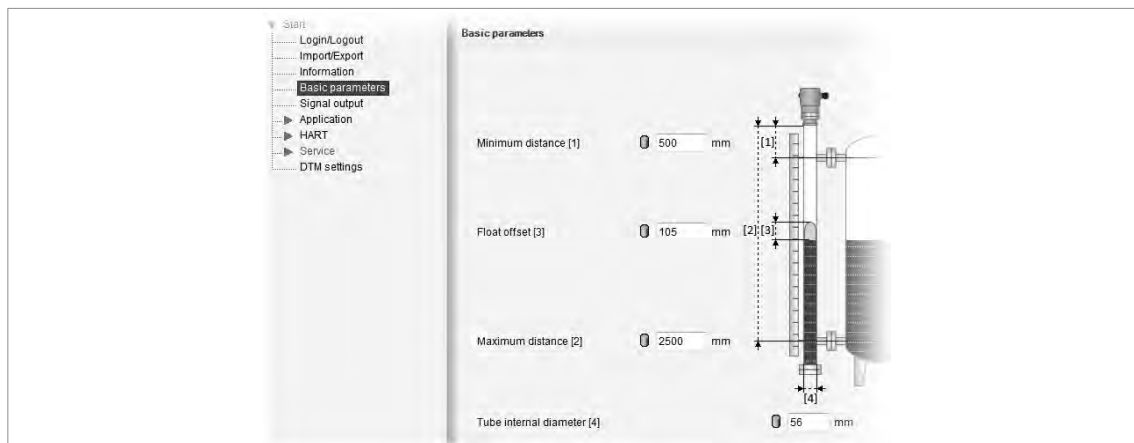 Start
Login/Logout
Import/Export
Information
Basic parameters
Signal output
Application
HART
Service
DTM settings
Basic parameters
Minimum distance [1] 500 mm
[1]
Float offset [3] 105 mm
[2] [3]
Maximum distance [2] 2500 mm
[4]
Tube internal diameter [4] 56 mm